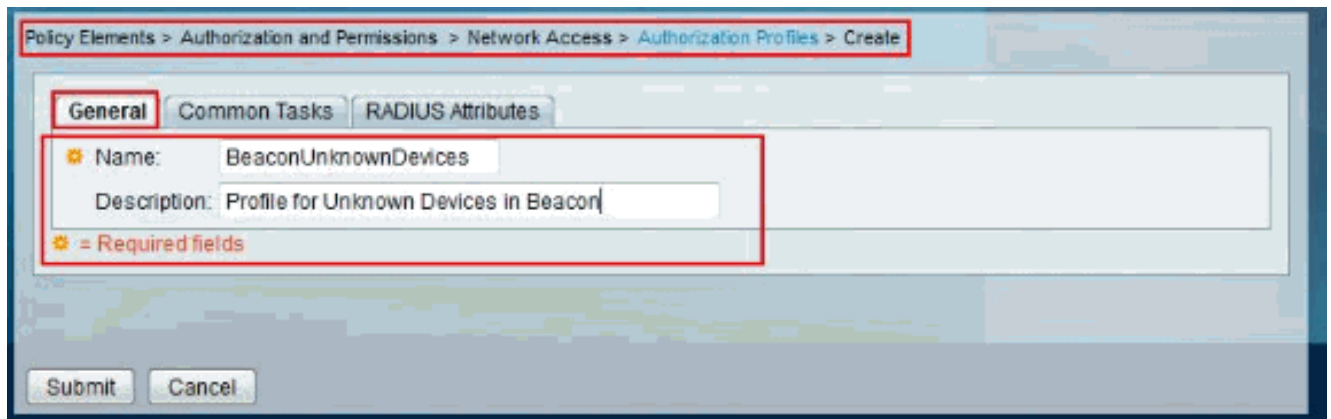 Policy Elements > Authorization and Permissions > Network Access > Authorization Profiles > Create
General Common Tasks RADIUS Attributes
Name: BeaconUnknownDevices
Description: Profile for Unknown Devices in Beacon
= Required fields
Submit Cancel